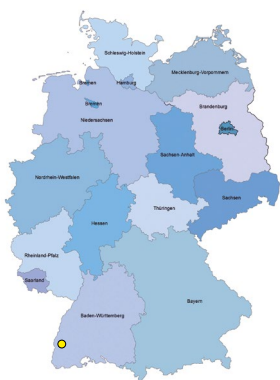 Schleswig-Holstein
Mecklenburg-Vorpommern
Bremen
Hamburg
Bremen
Niedersachsen
Brandenburg
Berlin
Sachsen-Anhalt
Nordrhein-Westfalen
Sachsen
Hessen
Thüringen
Rheinland-Pfalz
Saarland
Baden-Württemberg
Bayern